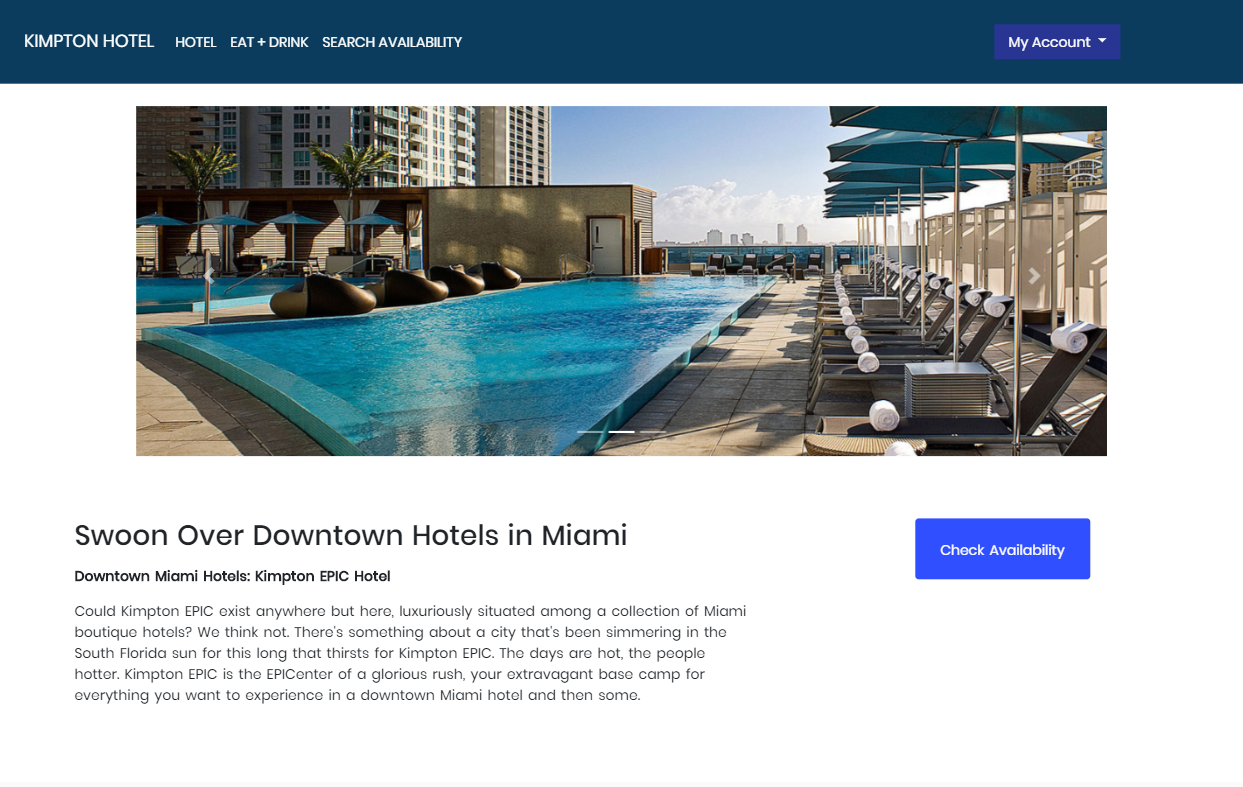 KIMPTON HOTEL HOTEL EAT + DRINK SEARCH AVAILABILITY My Account
Swoon Over Downtown Hotels in Miami
Check Availability
Downtown Miami Hotels: Kimpton EPIC Hotel
Could Kimpton EPIC exist anywhere but here, luxuriously situated among a collection of Miami
boutique hotels? We think not. There's something about a city that's been simmering in the
South Florida sun for this long that thirsts for Kimpton EPIC. The days are hot, the people
hotter. Kimpton EPIC is the EPICenter of a glorious rush, your extravagant base camp for
everything you want to experience in a downtown Miami hotel and then some.